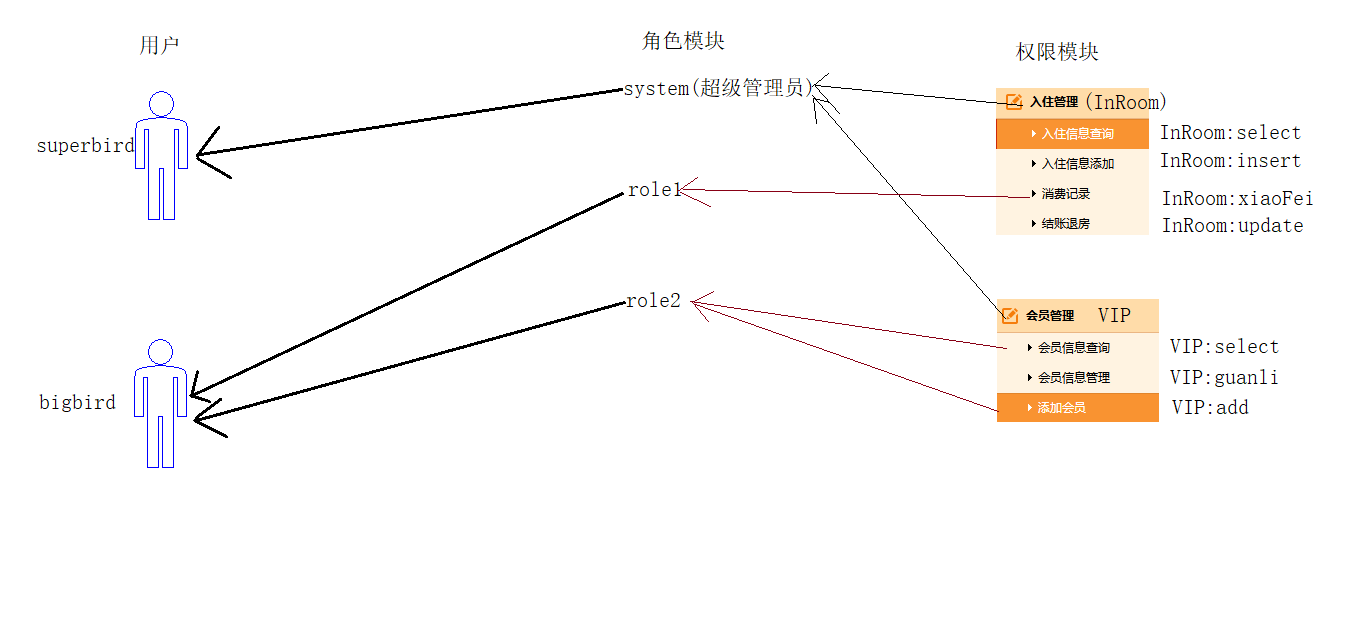 用户
角色模块
权限模块
system(超级管理员)
入住管理 (InRoom)
入住信息查询 InRoom:select
superbird
入住信息添加 InRoom:insert
role1
消费记录 InRoom:xiaoFei
结账退房 InRoom:update
role2
会员管理 VIP
会员信息查询 VIP:select
会员信息管理 VIP:guanli
bigbird
添加会员 VIP:add